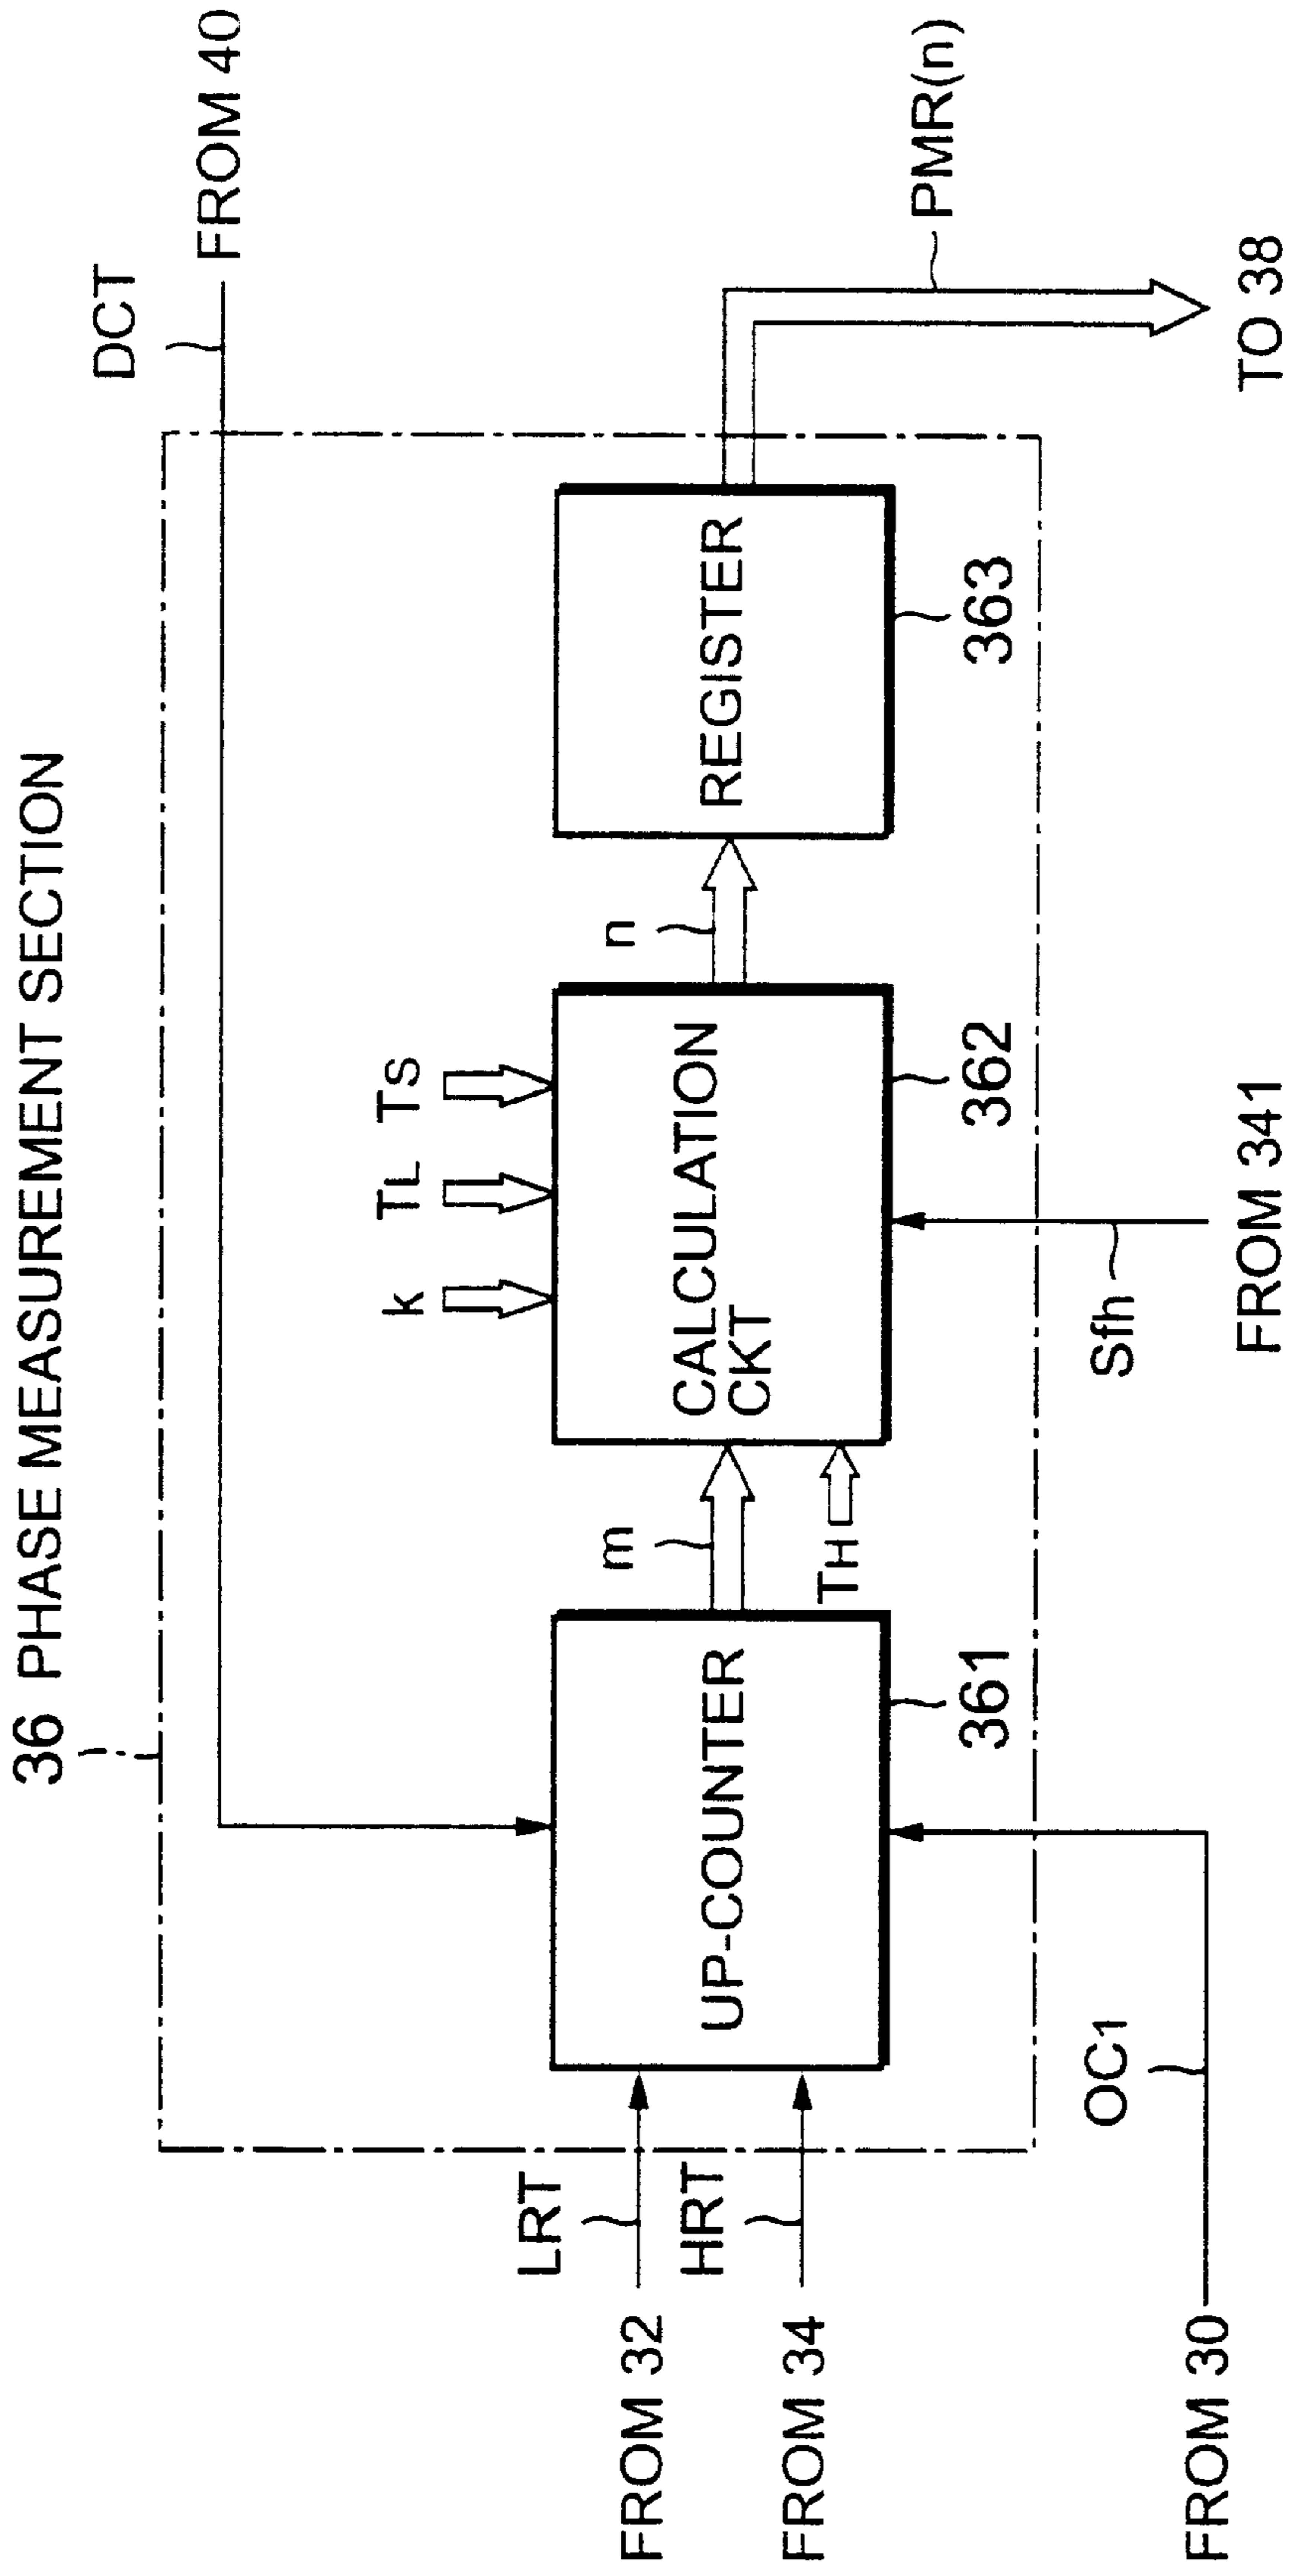 36 PHASE MEASUREMENT SECTION
DCT
FROM 40
k
TL
TS
LRT
FROM 32
HRT
FROM 34
UP-COUNTER
361
m
TH
CALCULATION
CKT
362
n
REGISTER
363
PMR(n)
OC1
FROM 30
Sfh
FROM 341
TO 38